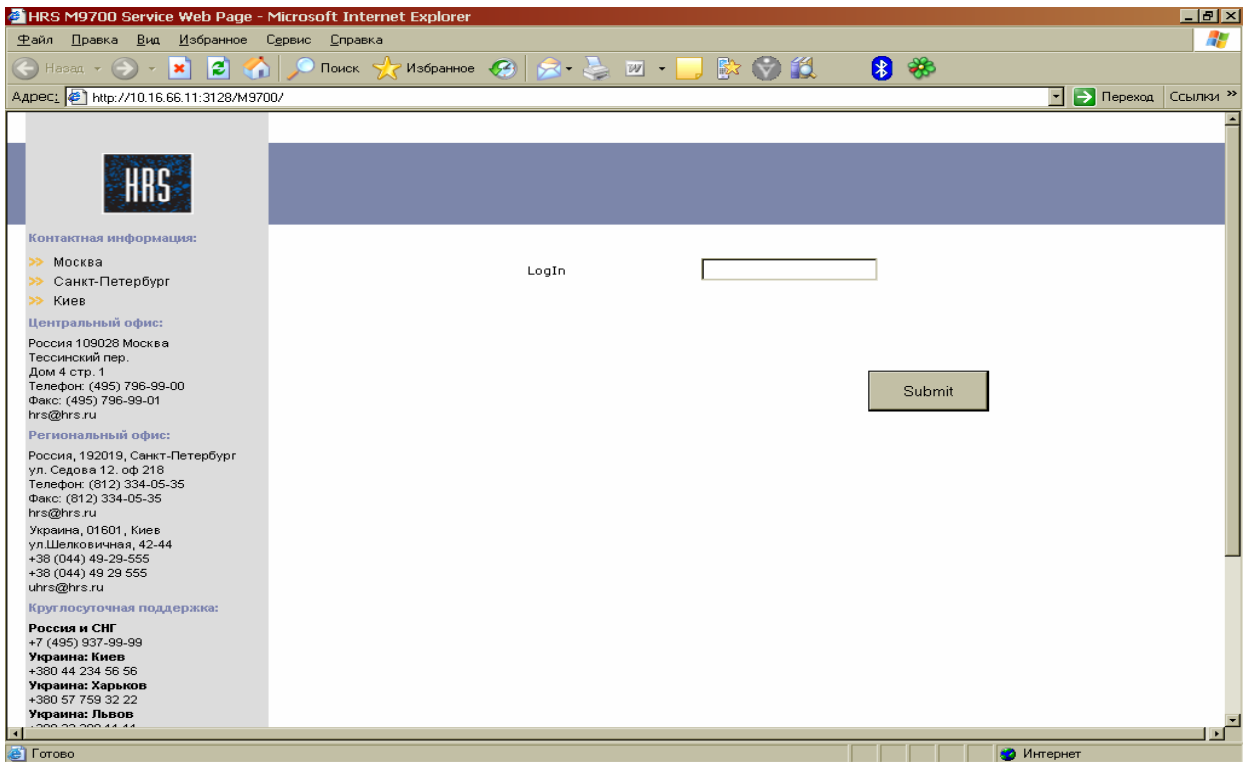 HRS M9700 Service Web Page - Microsoft Internet Explorer
Файл Правка Вид Избранное Сервис Справка
Назад Поиск Избранное
Адрес: http://10.16.66.11:3128/M9700/ Переход Ссылки »
HRS
Контактная информация:
>> Москва
>> Санкт-Петербург
>> Киев
LogIn
Submit
Центральный офис:
Россия 109028 Москва
Тессинский пер.
Дом 4 стр. 1
Телефон: (495) 796-99-00
Факс: (495) 796-99-01
hrs@hrs.ru
Региональный офис:
Россия, 192019, Санкт-Петербург
ул. Седова 12. оф 218
Телефон: (812) 334-05-35
Факс: (812) 334-05-35
hrs@hrs.ru
Украина, 01601, Киев
ул.Шелковичная, 42-44
+38 (044) 49-29-555
+38 (044) 49 29 555
uhrs@hrs.ru
Круглосуточная поддержка:
Россия и СНГ
+7 (495) 937-99-99
Украина: Киев
+380 44 234 56 56
Украина: Харьков
+380 57 759 32 22
Украина: Львов
Готово Интернет